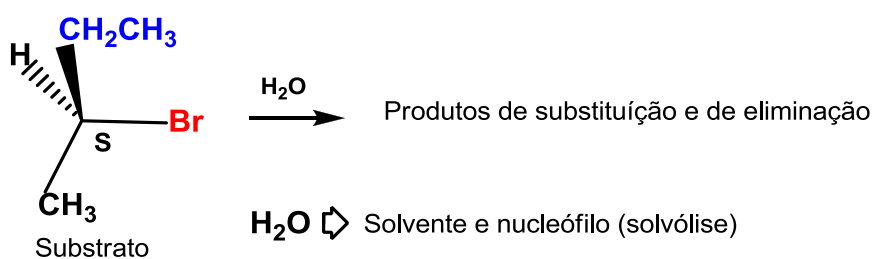 CH2CH3
H
H2O
Br
Produtos de substituíção e de eliminação
S
CH3
H2O Solvente e nucleófilo (solvólise)
Substrato